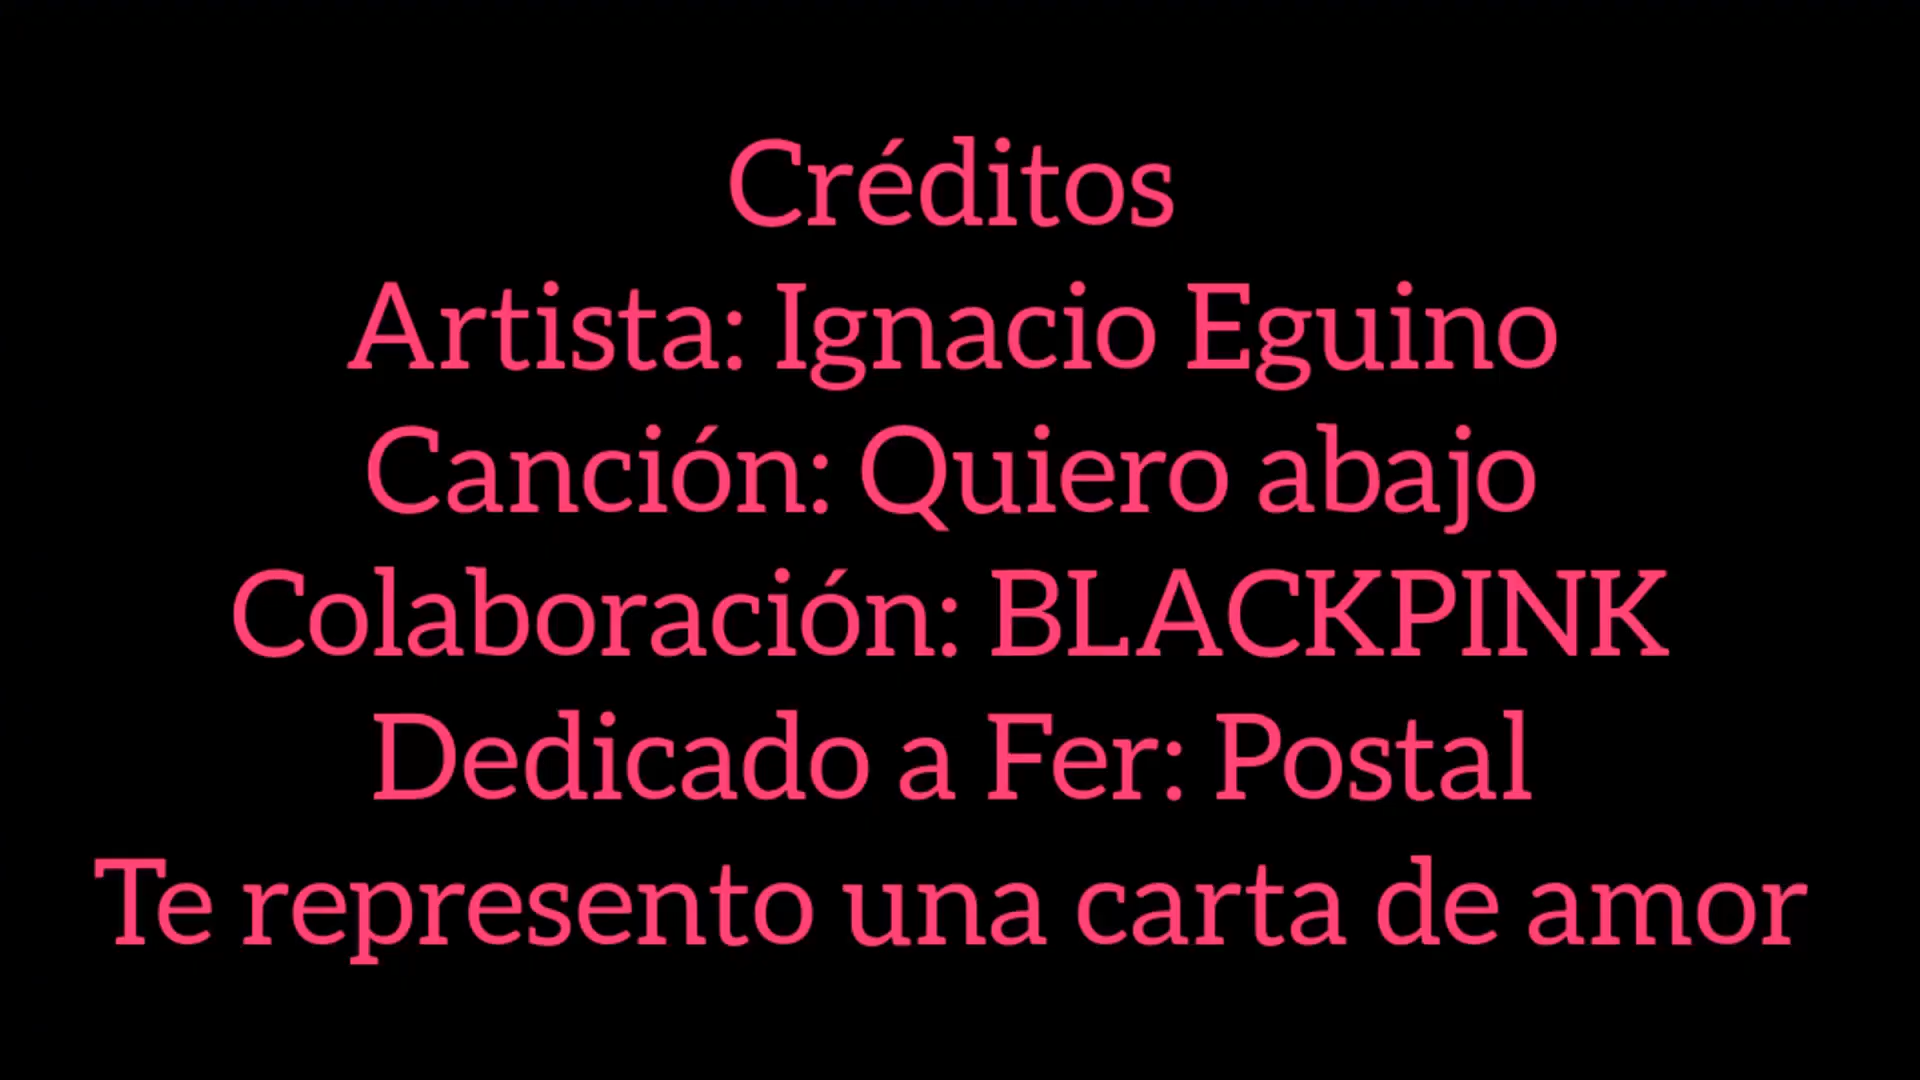 Créditos
Artista: Ignacio Eguino
Canción: Quiero abajo
Colaboración: BLACKPINK
Dedicado a Fer: Postal
Te represento una carta de amor